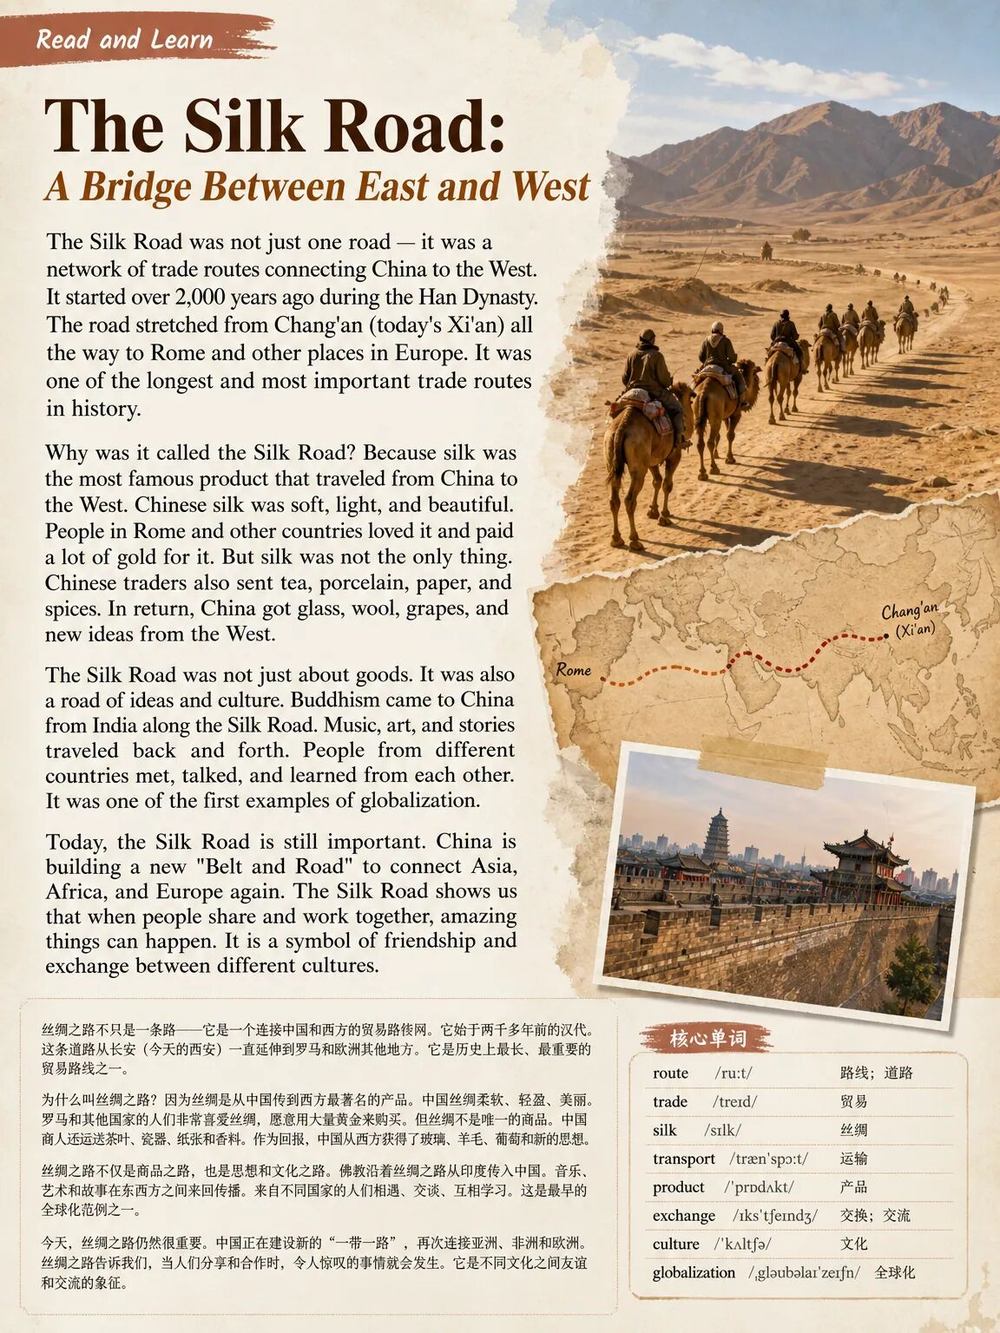 Read and Learn
The Silk Road:
A Bridge Between East and West
The Silk Road was not just one road — it was a
network of trade routes connecting China to the West.
It started over 2,000 years ago during the Han Dynasty.
The road stretched from Chang'an (today's Xi'an) all
the way to Rome and other places in Europe. It was
one of the longest and most important trade routes
in history.
Why was it called the Silk Road? Because silk was
the most famous product that traveled from China to
the West. Chinese silk was soft, light, and beautiful.
People in Rome and other countries loved it and paid
a lot of gold for it. But silk was not the only thing.
Chinese traders also sent tea, porcelain, paper, and
spices. In return, China got glass, wool, grapes, and
new ideas from the West.
The Silk Road was not just about goods. It was also
a road of ideas and culture. Buddhism came to China
from India along the Silk Road. Music, art, and stories
traveled back and forth. People from different
countries met, talked, and learned from each other.
It was one of the first examples of globalization.
Today, the Silk Road is still important. China is
building a new "Belt and Road" to connect Asia,
Africa, and Europe again. The Silk Road shows us
that when people share and work together, amazing
things can happen. It is a symbol of friendship and
exchange between different cultures.
Chang'an
(Xi'an)
Rome
丝绸之路不只是一条路——它是一个连接中国和西方的贸易路网。它始于两千多年前的汉代。
这条道路从长安（今天的西安）一直延伸到罗马和欧洲其他地方。它是历史上最长、最重要的
贸易路线之一。
为什么叫丝绸之路？因为丝绸是从中国传到西方最著名的产品。中国丝绸柔软、轻盈、美丽。
罗马和其他国家的人们非常喜爱丝绸，愿意用大量黄金来购买。但丝绸不是唯一的商品。中国
商人还运送茶叶、瓷器、纸张和香料。作为回报，中国从西方获得了玻璃、羊毛、葡萄和新的思想。
丝绸之路不仅是商品之路，也是思想和文化之路。佛教沿着丝绸之路从印度传入中国。音乐、
艺术和故事在东西方之间来回传播。来自不同国家的人们相遇、交谈、互相学习。这是最早的
全球化范例之一。
今天，丝绸之路仍然很重要。中国正在建设新的“一带一路”，再次连接亚洲、非洲和欧洲。
丝绸之路告诉我们，当人们分享和合作时，令人惊叹的事情就会发生。它是不同文化之间友谊
和交流的象征。
核心单词
route /ruːt/ 路线；道路
trade /treɪd/ 贸易
silk /sɪlk/ 丝绸
transport /træn'spɔːt/ 运输
product /'prɒdʌkt/ 产品
exchange /ɪks'tʃeɪndʒ/ 交换；交流
culture /'kʌltʃə/ 文化
globalization /ˌgləʊbəlaɪ'zeɪʃn/ 全球化